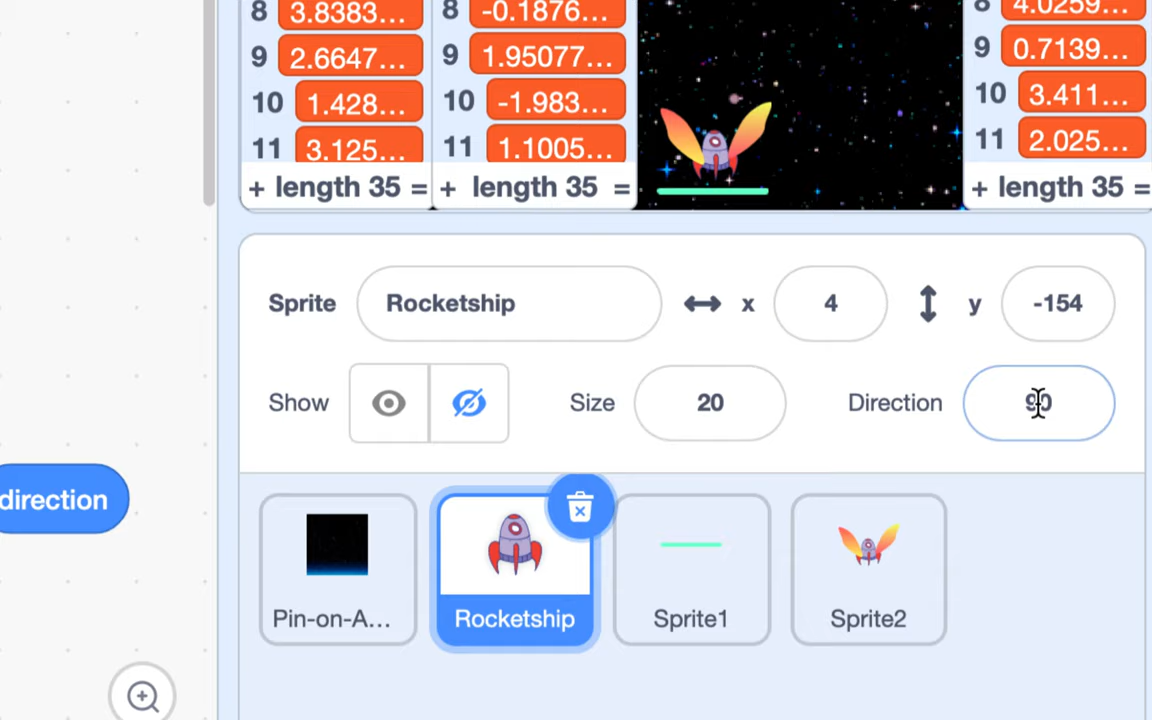 8 3.8383... 8 -0.1876... 8 4.0259...
9 2.6647... 9 1.95077... 9 0.7139...
10 1.428... 10 -1.983... 10 3.411...
11 3.125... 11 1.1005... 11 2.025...
+ length 35 = + length 35 = + length 35 =
Sprite Rocketship x 4 y -154
Show Size 20 Direction 90
direction
Pin-on-A... Rocketship Sprite1 Sprite2